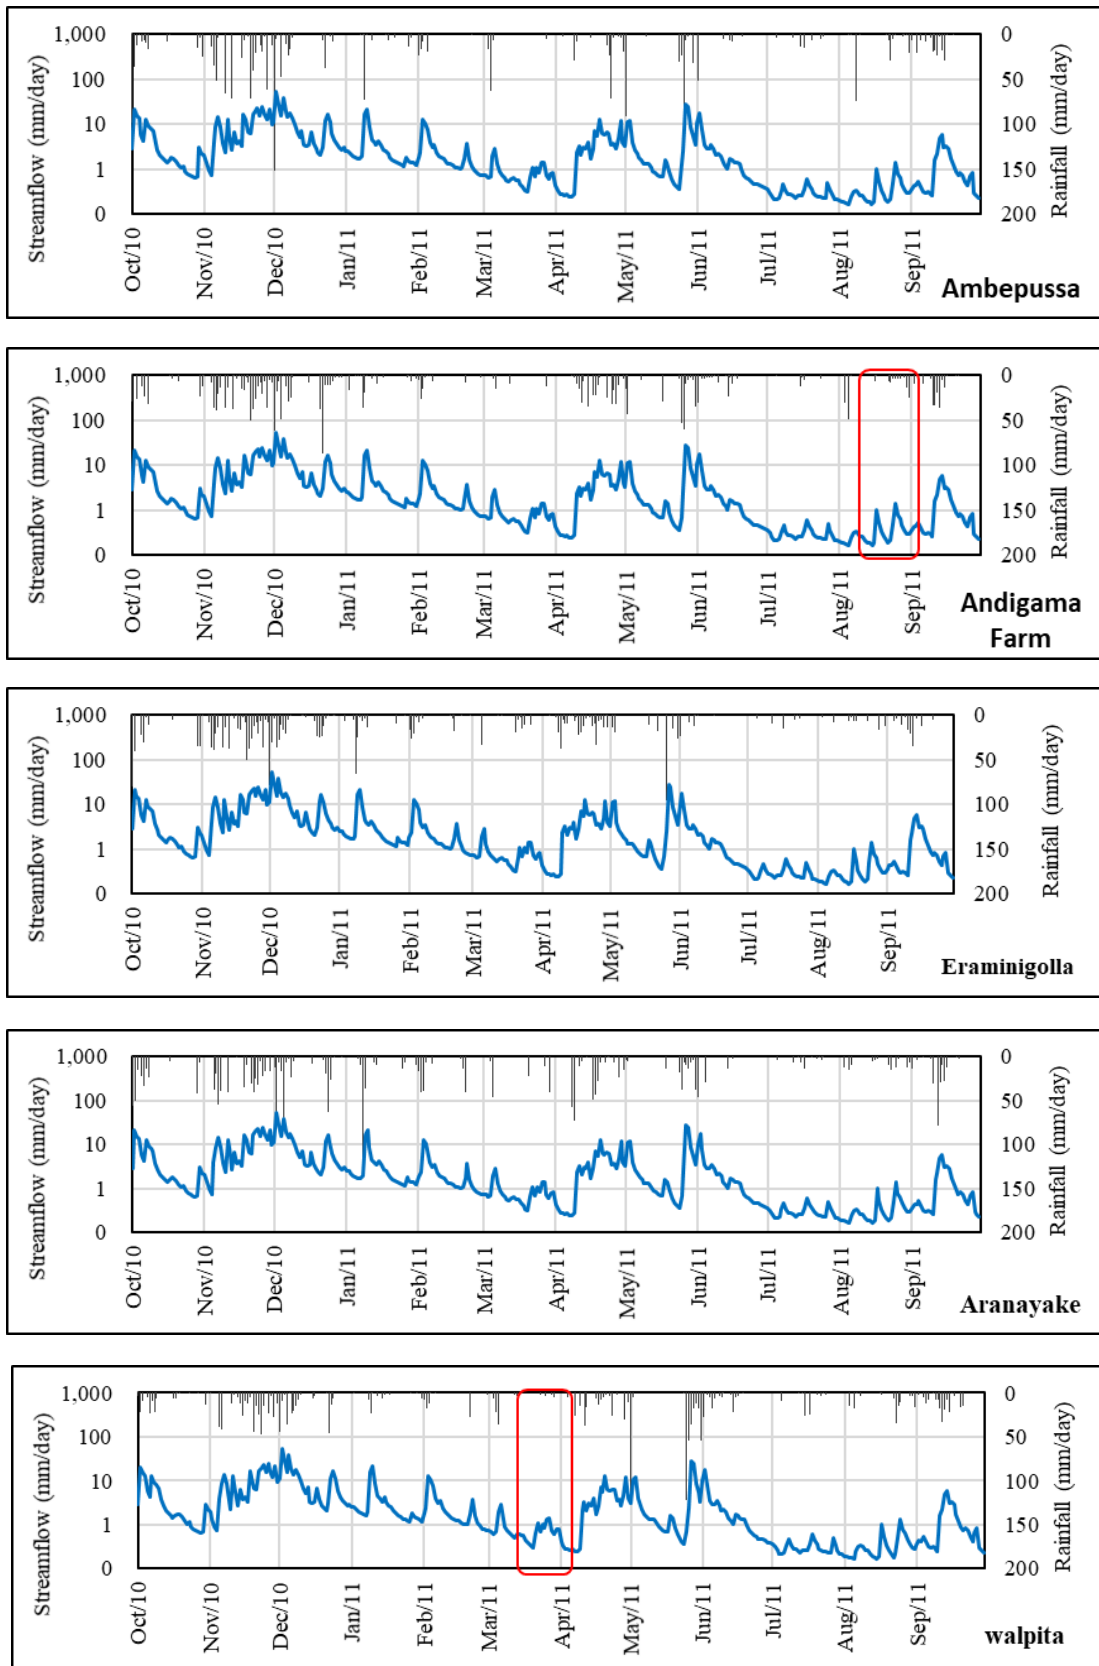 Streamflow (mm/day)
1,000
100
10
1
0
0
50
100
150
200
Rainfall (mm/day)
Oct/10
Nov/10
Dec/10
Jan/11
Feb/11
Mar/11
Apr/11
May/11
Jun/11
Jul/11
Aug/11
Sep/11
Ambepussa
Streamflow (mm/day)
1,000
100
10
1
0
0
50
100
150
200
Rainfall (mm/day)
Oct/10
Nov/10
Dec/10
Jan/11
Feb/11
Mar/11
Apr/11
May/11
Jun/11
Jul/11
Aug/11
Sep/11
Andigama
Farm
Streamflow (mm/day)
1,000
100
10
1
0
0
50
100
150
200
Rainfall (mm/day)
Oct/10
Nov/10
Dec/10
Jan/11
Feb/11
Mar/11
Apr/11
May/11
Jun/11
Jul/11
Aug/11
Sep/11
Eraminigolla
Streamflow (mm/day)
1,000
100
10
1
0
0
50
100
150
200
Rainfall (mm/day)
Oct/10
Nov/10
Dec/10
Jan/11
Feb/11
Mar/11
Apr/11
May/11
Jun/11
Jul/11
Aug/11
Sep/11
Aranayake
Streamflow (mm/day)
1,000
100
10
1
0
0
50
100
150
200
Rainfall (mm/day)
Oct/10
Nov/10
Dec/10
Jan/11
Feb/11
Mar/11
Apr/11
May/11
Jun/11
Jul/11
Aug/11
Sep/11
walpita